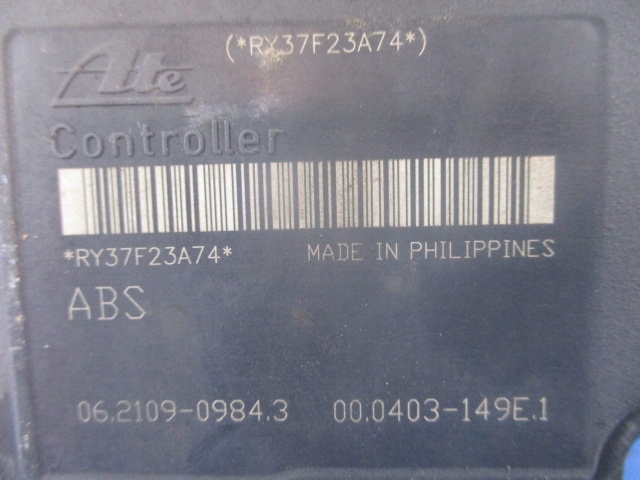 (*RY37F23A74*)
Ate
Controller
*RY37F23A74* MADE IN PHILIPPINES
ABS
06.2109-0984.3 00.0403-149E.1